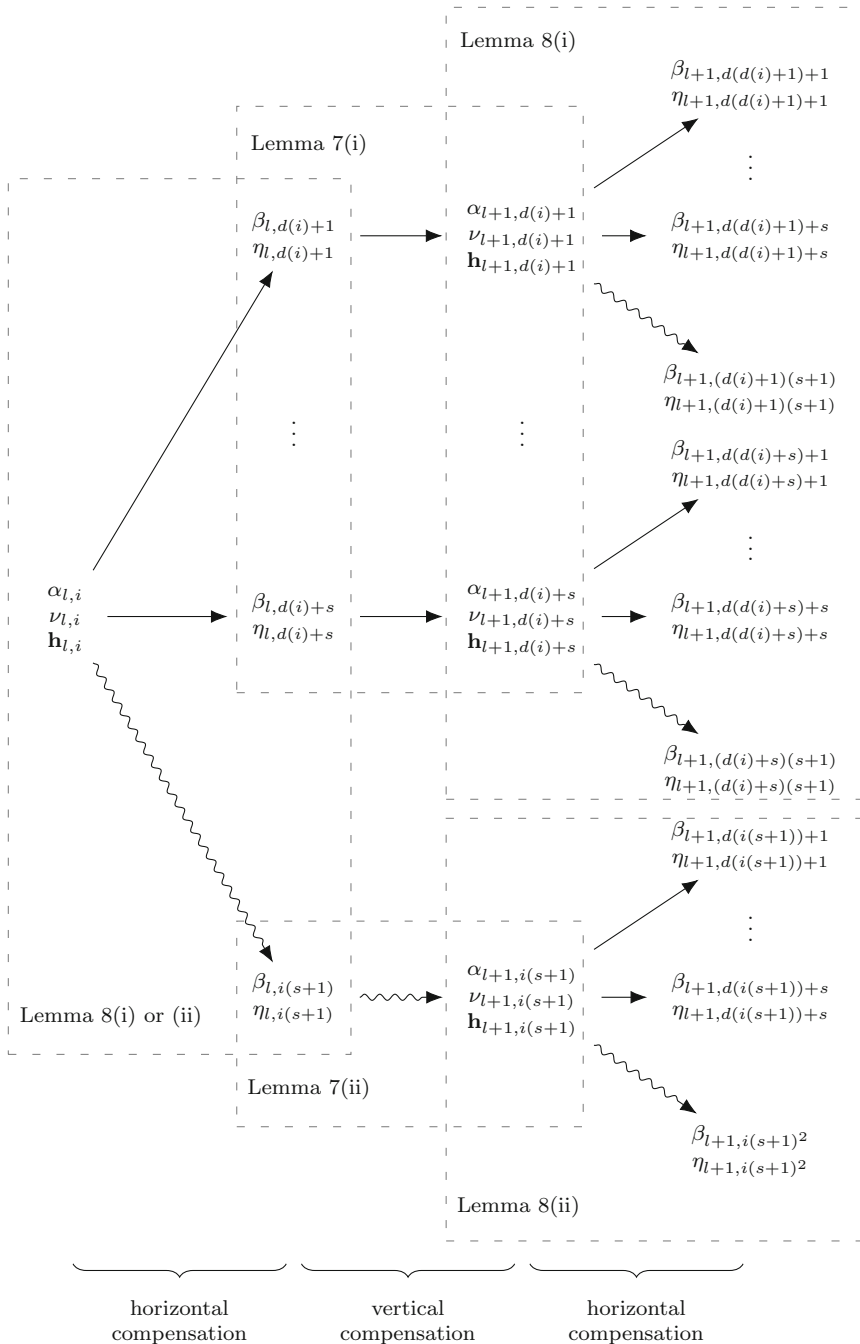 Lemma 8(i)
β_{l+1,d(d(i)+1)+1}
η_{l+1,d(d(i)+1)+1}
Lemma 7(i)
⋮
β_{l,d(i)+1}
η_{l,d(i)+1}
α_{l+1,d(i)+1}
ν_{l+1,d(i)+1}
𝐡_{l+1,d(i)+1}
β_{l+1,d(d(i)+1)+s}
η_{l+1,d(d(i)+1)+s}
β_{l+1,(d(i)+1)(s+1)}
η_{l+1,(d(i)+1)(s+1)}
⋮
⋮
β_{l+1,d(d(i)+s)+1}
η_{l+1,d(d(i)+s)+1}
⋮
α_{l,i}
ν_{l,i}
𝐡_{l,i}
β_{l,d(i)+s}
η_{l,d(i)+s}
α_{l+1,d(i)+s}
ν_{l+1,d(i)+s}
𝐡_{l+1,d(i)+s}
β_{l+1,d(d(i)+s)+s}
η_{l+1,d(d(i)+s)+s}
β_{l+1,(d(i)+s)(s+1)}
η_{l+1,(d(i)+s)(s+1)}
β_{l+1,d(i(s+1))+1}
η_{l+1,d(i(s+1))+1}
⋮
Lemma 8(i) or (ii)
β_{l,i(s+1)}
η_{l,i(s+1)}
α_{l+1,i(s+1)}
ν_{l+1,i(s+1)}
𝐡_{l+1,i(s+1)}
β_{l+1,d(i(s+1))+s}
η_{l+1,d(i(s+1))+s}
Lemma 7(ii)
β_{l+1,i(s+1)²}
η_{l+1,i(s+1)²}
Lemma 8(ii)
horizontal
compensation
vertical
compensation
horizontal
compensation